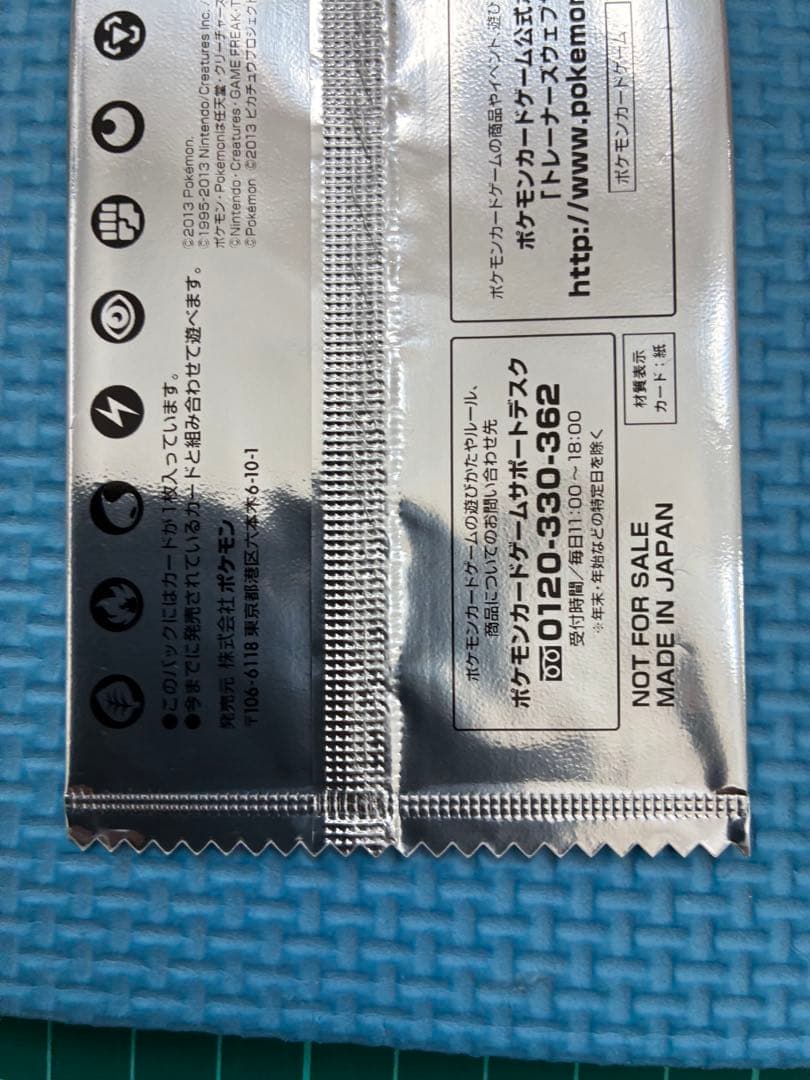 ●このパックにはカードが1枚入っています。
●今までに発売されているカードと組み合わせて遊べます。
発売元 株式会社ポケモン
〒106-6118 東京都港区六本木6-10-1
©2013 Pokémon.
©1995-2013 Nintendo/Creatures Inc. /
ポケモン・Pokémonは任天堂・クリーチャーズ
©Nintendo・Creatures・GAME FREAK・T
©Pokémon ©2013 ピカチュウプロジェクト
ポケモンカードゲームの遊びかたやルール、
商品についてのお問い合わせ先
ポケモンカードゲームサポートデスク
0120-330-362
受付時間/毎日11:00~18:00
※年末・年始などの特定日を除く
ポケモンカードゲームの商品やイベント、遊び
ポケモンカードゲーム公式
「トレーナーズウェブ
http://www.pokemon
ポケモンカードゲーム
材質表示
カード:紙
NOT FOR SALE
MADE IN JAPAN